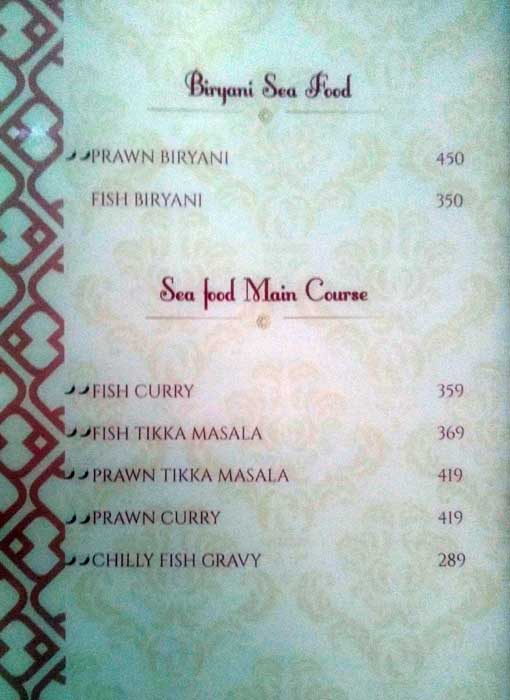 Biryani Sea Food
PRAWN BIRYANI 450
FISH BIRYANI 350
Sea food Main Course
FISH CURRY 359
FISH TIKKA MASALA 369
PRAWN TIKKA MASALA 419
PRAWN CURRY 419
CHILLY FISH GRAVY 289